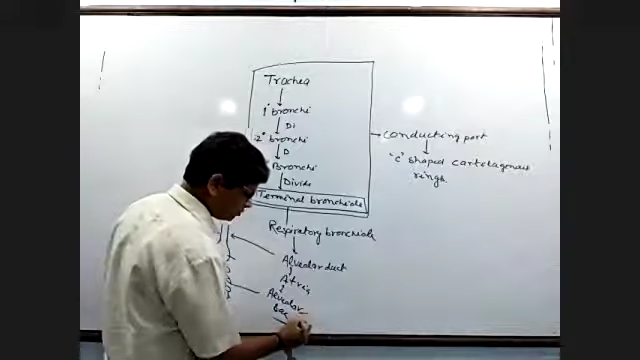 Trachea
1° bronchi
Di
2° bronchi
D
Bronchi
Divide
Terminal bronchiole
conducting part
'C' shaped cartelagenous
rings
Respiratory bronchiole
Alveolar duct
Atria
Alveolar
Sac